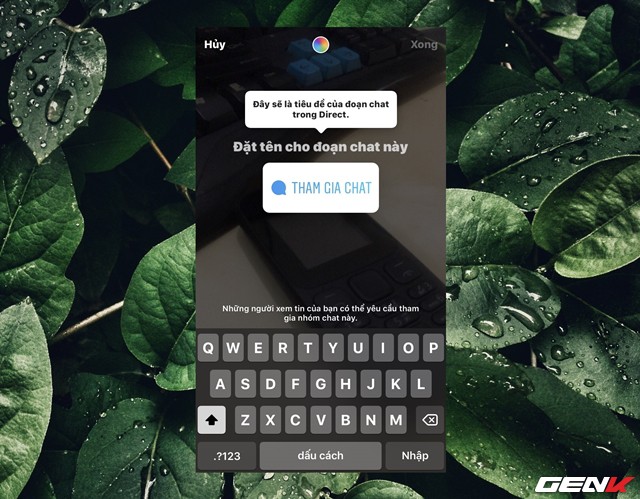 Hủy
Xong
Đây sẽ là tiêu đề của đoạn chat
trong Direct.
Đặt tên cho đoạn chat này
THAM GIA CHAT
Những người xem tin của bạn có thể yêu cầu tham
gia nhóm chat này.
Q W E R T Y U I O P
A S D F G H J K L
Z X C V B N M
.?123 dấu cách Nhập
GENK